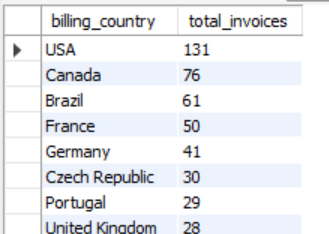 billing_country total_invoices
USA 131
Canada 76
Brazil 61
France 50
Germany 41
Czech Republic 30
Portugal 29
United Kingdom 28